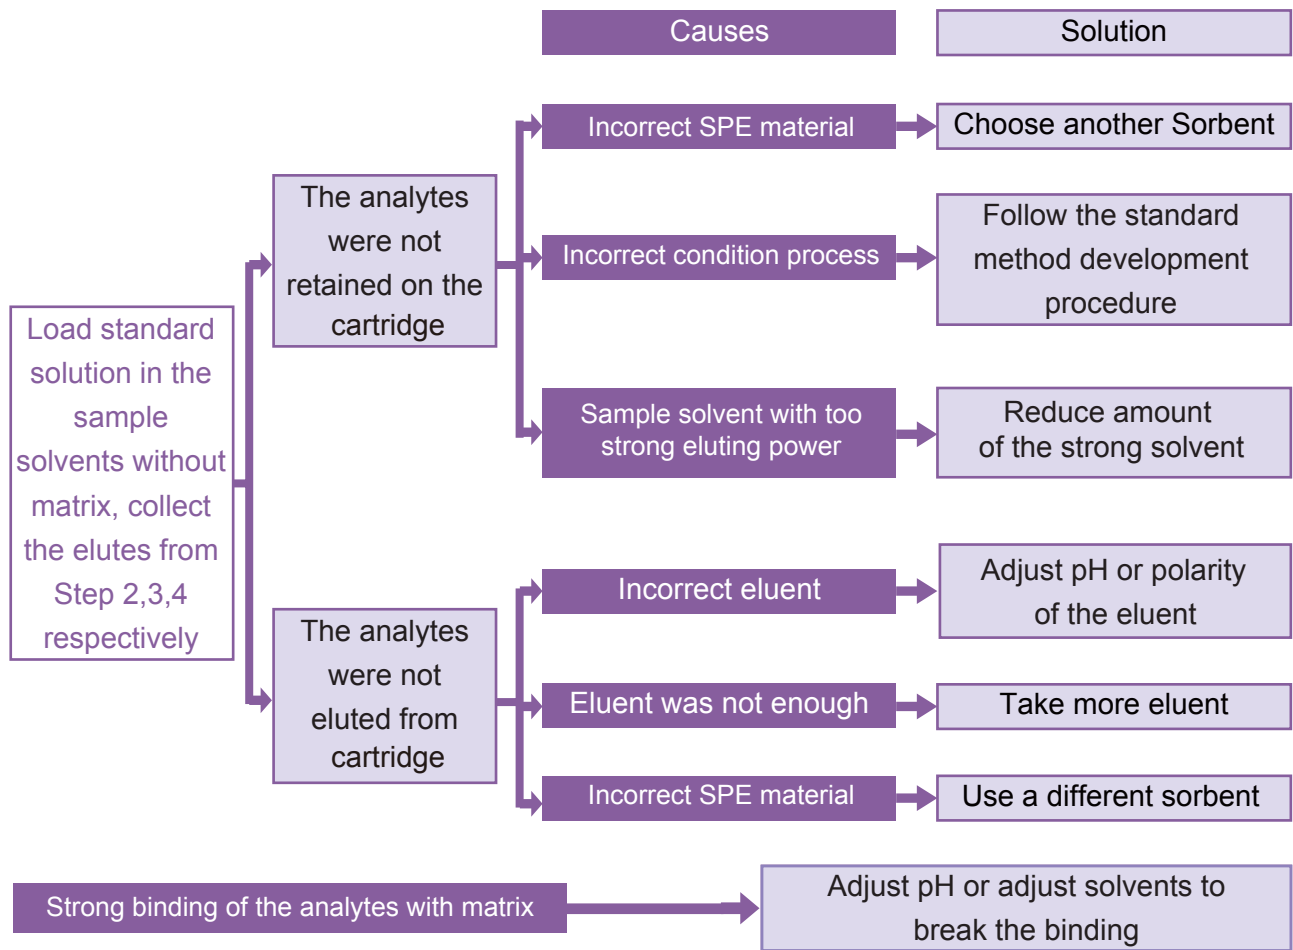 Causes
Solution
Load standard
solution in the
sample
solvents without
matrix, collect
the elutes from
Step 2,3,4
respectively
The analytes
were not
retained on the
cartridge
Incorrect SPE material
Choose another Sorbent
Incorrect condition process
Follow the standard
method development
procedure
Sample solvent with too
strong eluting power
Reduce amount
of the strong solvent
The analytes
were not
eluted from
cartridge
Incorrect eluent
Adjust pH or polarity
of the eluent
Eluent was not enough
Take more eluent
Incorrect SPE material
Use a different sorbent
Strong binding of the analytes with matrix
Adjust pH or adjust solvents to
break the binding